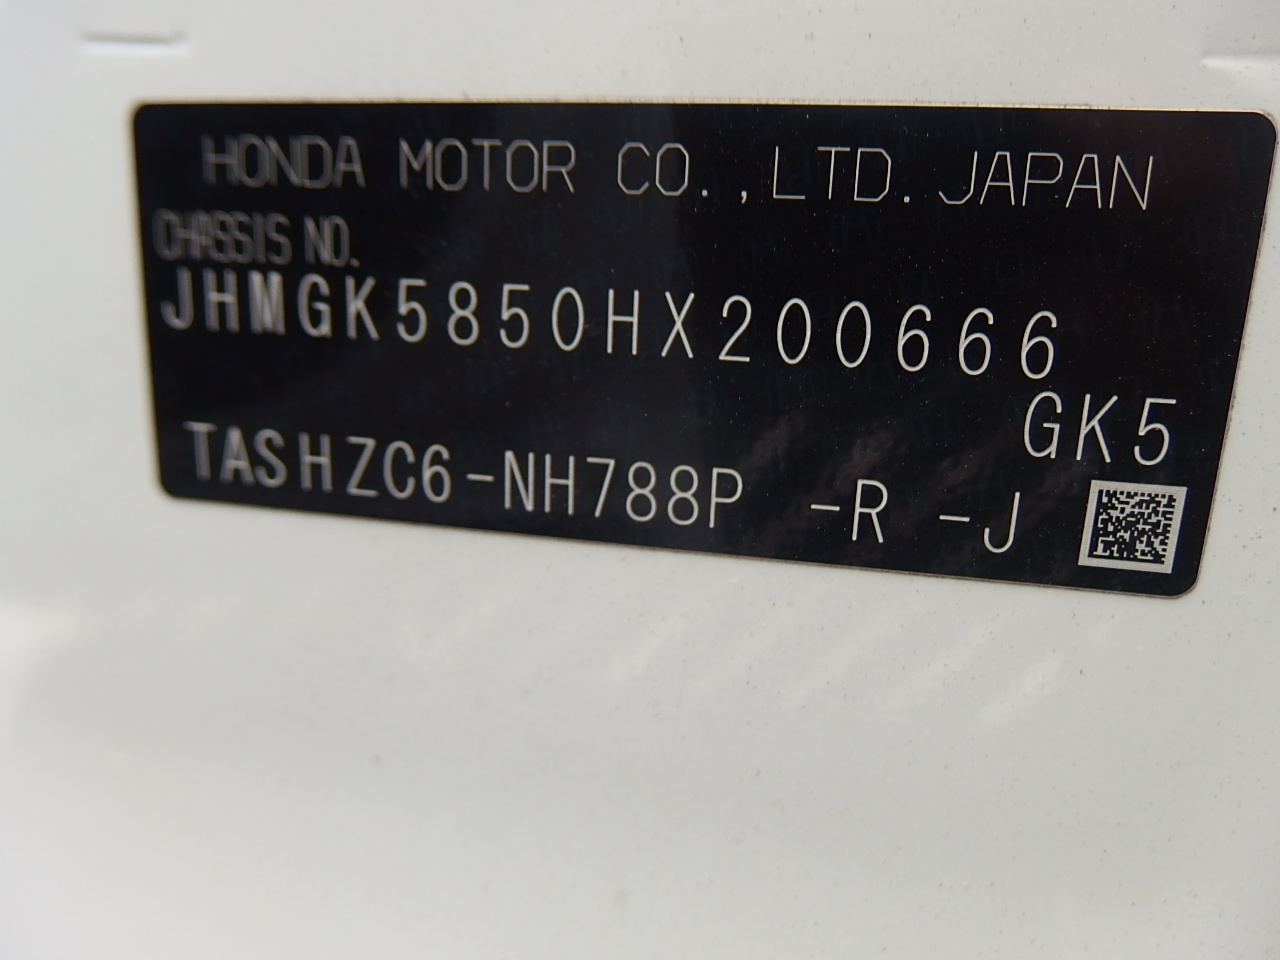 HONDA MOTOR CO.,LTD.JAPAN
CHASSIS NO.
JHMGK5850HX200666
GK5
TASHZC6-NH788P -R -J